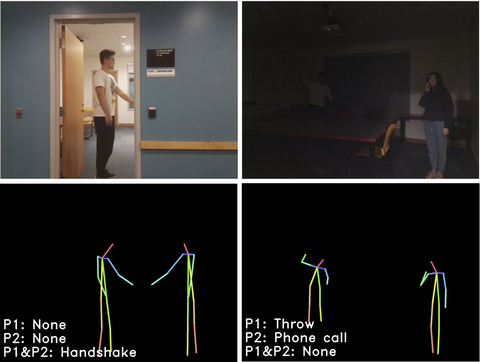 P1: None
P2: None
P1&P2: Handshake
P1: Throw
P2: Phone call
P1&P2: None